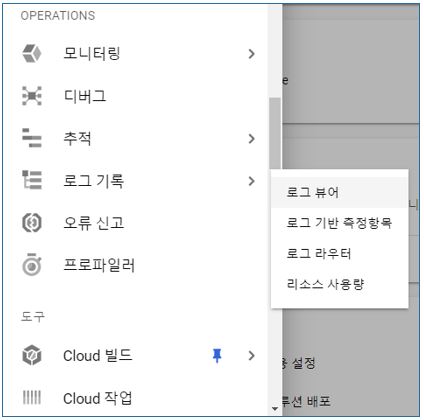 OPERATIONS
모니터링
e
디버그
추적
로그 기록
로그 뷰어
니
로그 기반 측정항목
오류 신고
로그 라우터
프로파일러
리소스 사용량
도구
Cloud 빌드
용 설정
Cloud 작업
루션 배포